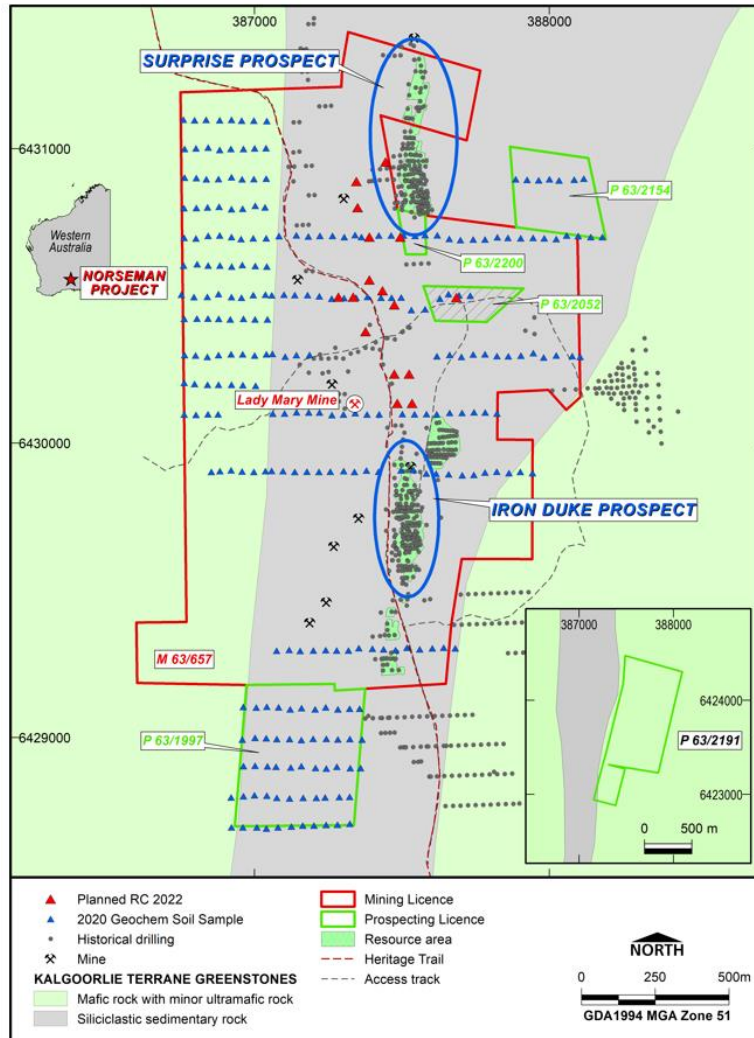 387000
388000
SURPRISE PROSPECT
6431000
P 63/2154
Western
Australia
NORSEMAN
PROJECT
P 63/2200
P 63/2052
Lady Mary Mine
6430000
IRON DUKE PROSPECT
M 63/657
387000
388000
6424000
P 63/2191
6423000
0
500 m
P 63/1997
6429000
Planned RC 2022
2020 Geochem Soil Sample
Historical drilling
Mine
KALGOORLIE TERRANE GREENSTONES
Mafic rock with minor ultramafic rock
Siliciclastic sedimentary rock
Mining Licence
Prospecting Licence
Resource area
Heritage Trail
Access track
NORTH
0
250
500m
GDA1994 MGA Zone 51